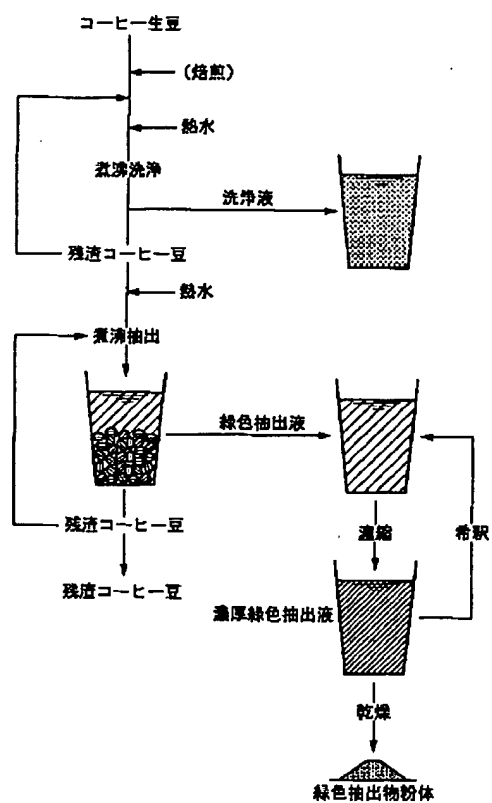 コーヒー生豆
(焙煎)
熱水
煮沸洗浄
洗浄液
残渣コーヒー豆
熱水
煮沸抽出
緑色抽出液
残渣コーヒー豆
濃縮
希釈
残渣コーヒー豆
濃厚緑色抽出液
乾燥
緑色抽出物粉体